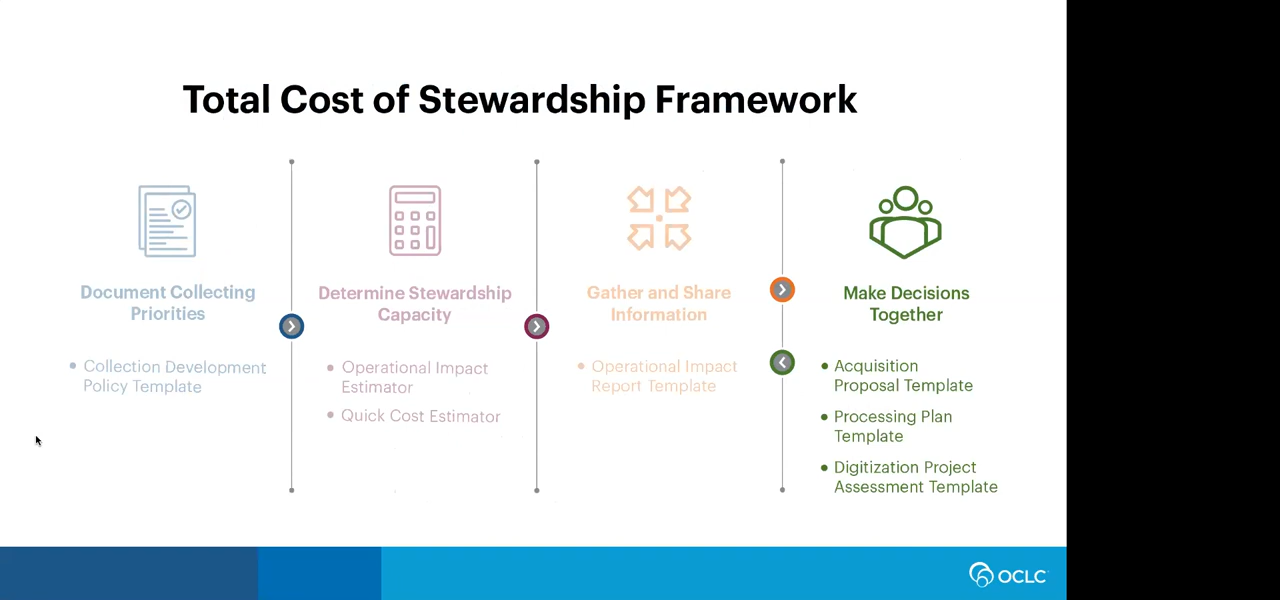 Total Cost of Stewardship Framework
Document Collecting
Priorities
• Collection Development
Policy Template
Determine Stewardship
Capacity
• Operational Impact
Estimator
• Quick Cost Estimator
Gather and Share
Information
• Operational Impact
Report Template
Make Decisions
Together
• Acquisition
Proposal Template
• Processing Plan
Template
• Digitization Project
Assessment Template
OCLC